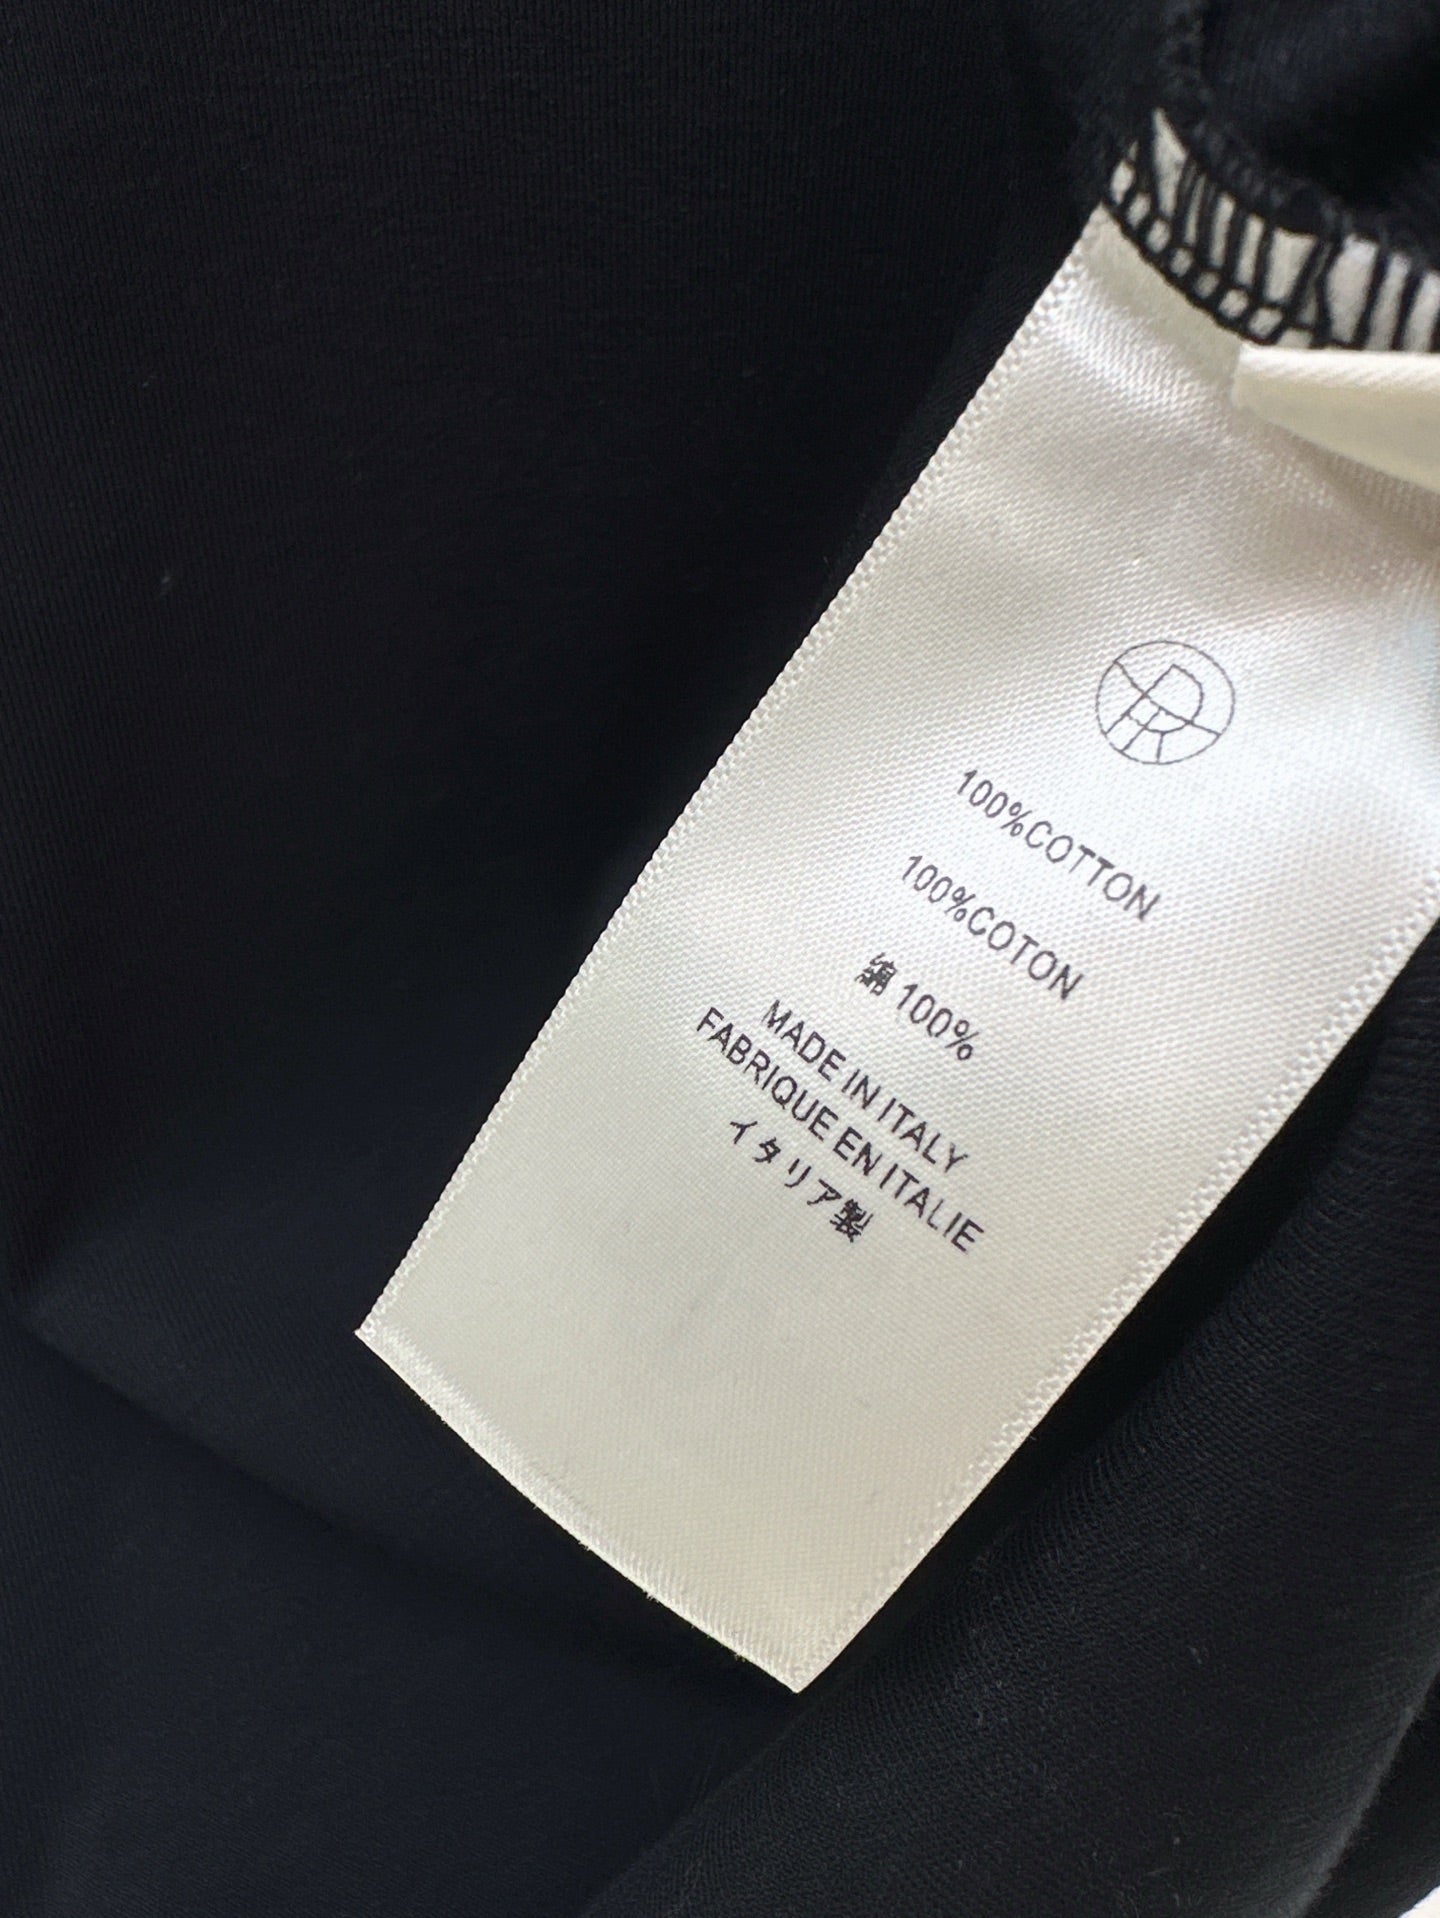 100%COTTON
100%COTON
綿 100%
MADE IN ITALY
FABRIQUE EN ITALIE
イタリア製